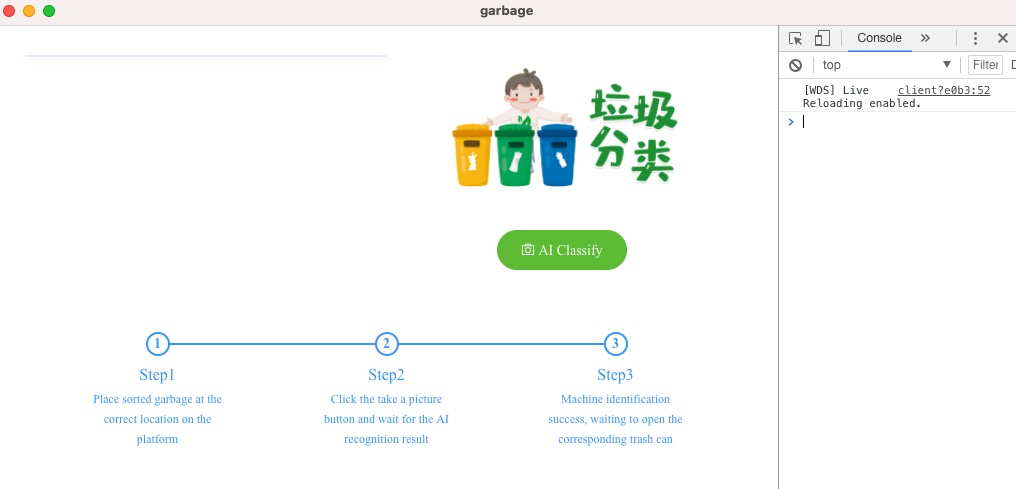 garbage
垃圾
分类
AI Classify
1
2
3
Step1
Step2
Step3
Place sorted garbage at the
correct location on the
platform
Click the take a picture
button and wait for the AI
recognition result
Machine identification
success, waiting to open the
corresponding trash can
Console
»
top
Filter
D
[WDS] Live
client?e0b3:52
Reloading enabled.